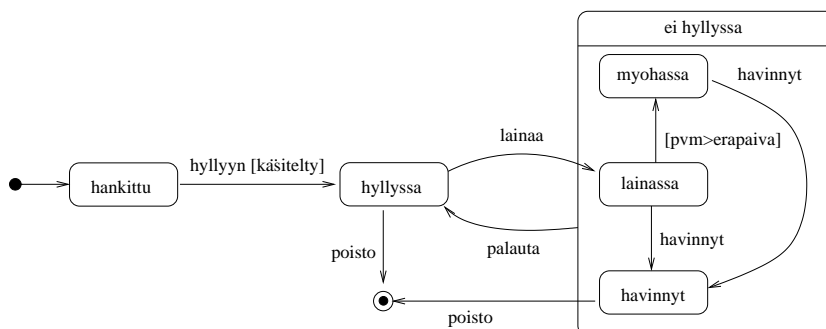 ei hyllyssa
myohassa
havinnyt
lainaa
[pvm>erapaiva]
hyllyyn [käsitelty]
hankittu
hyllyssa
lainassa
havinnyt
poisto
palauta
havinnyt
poisto